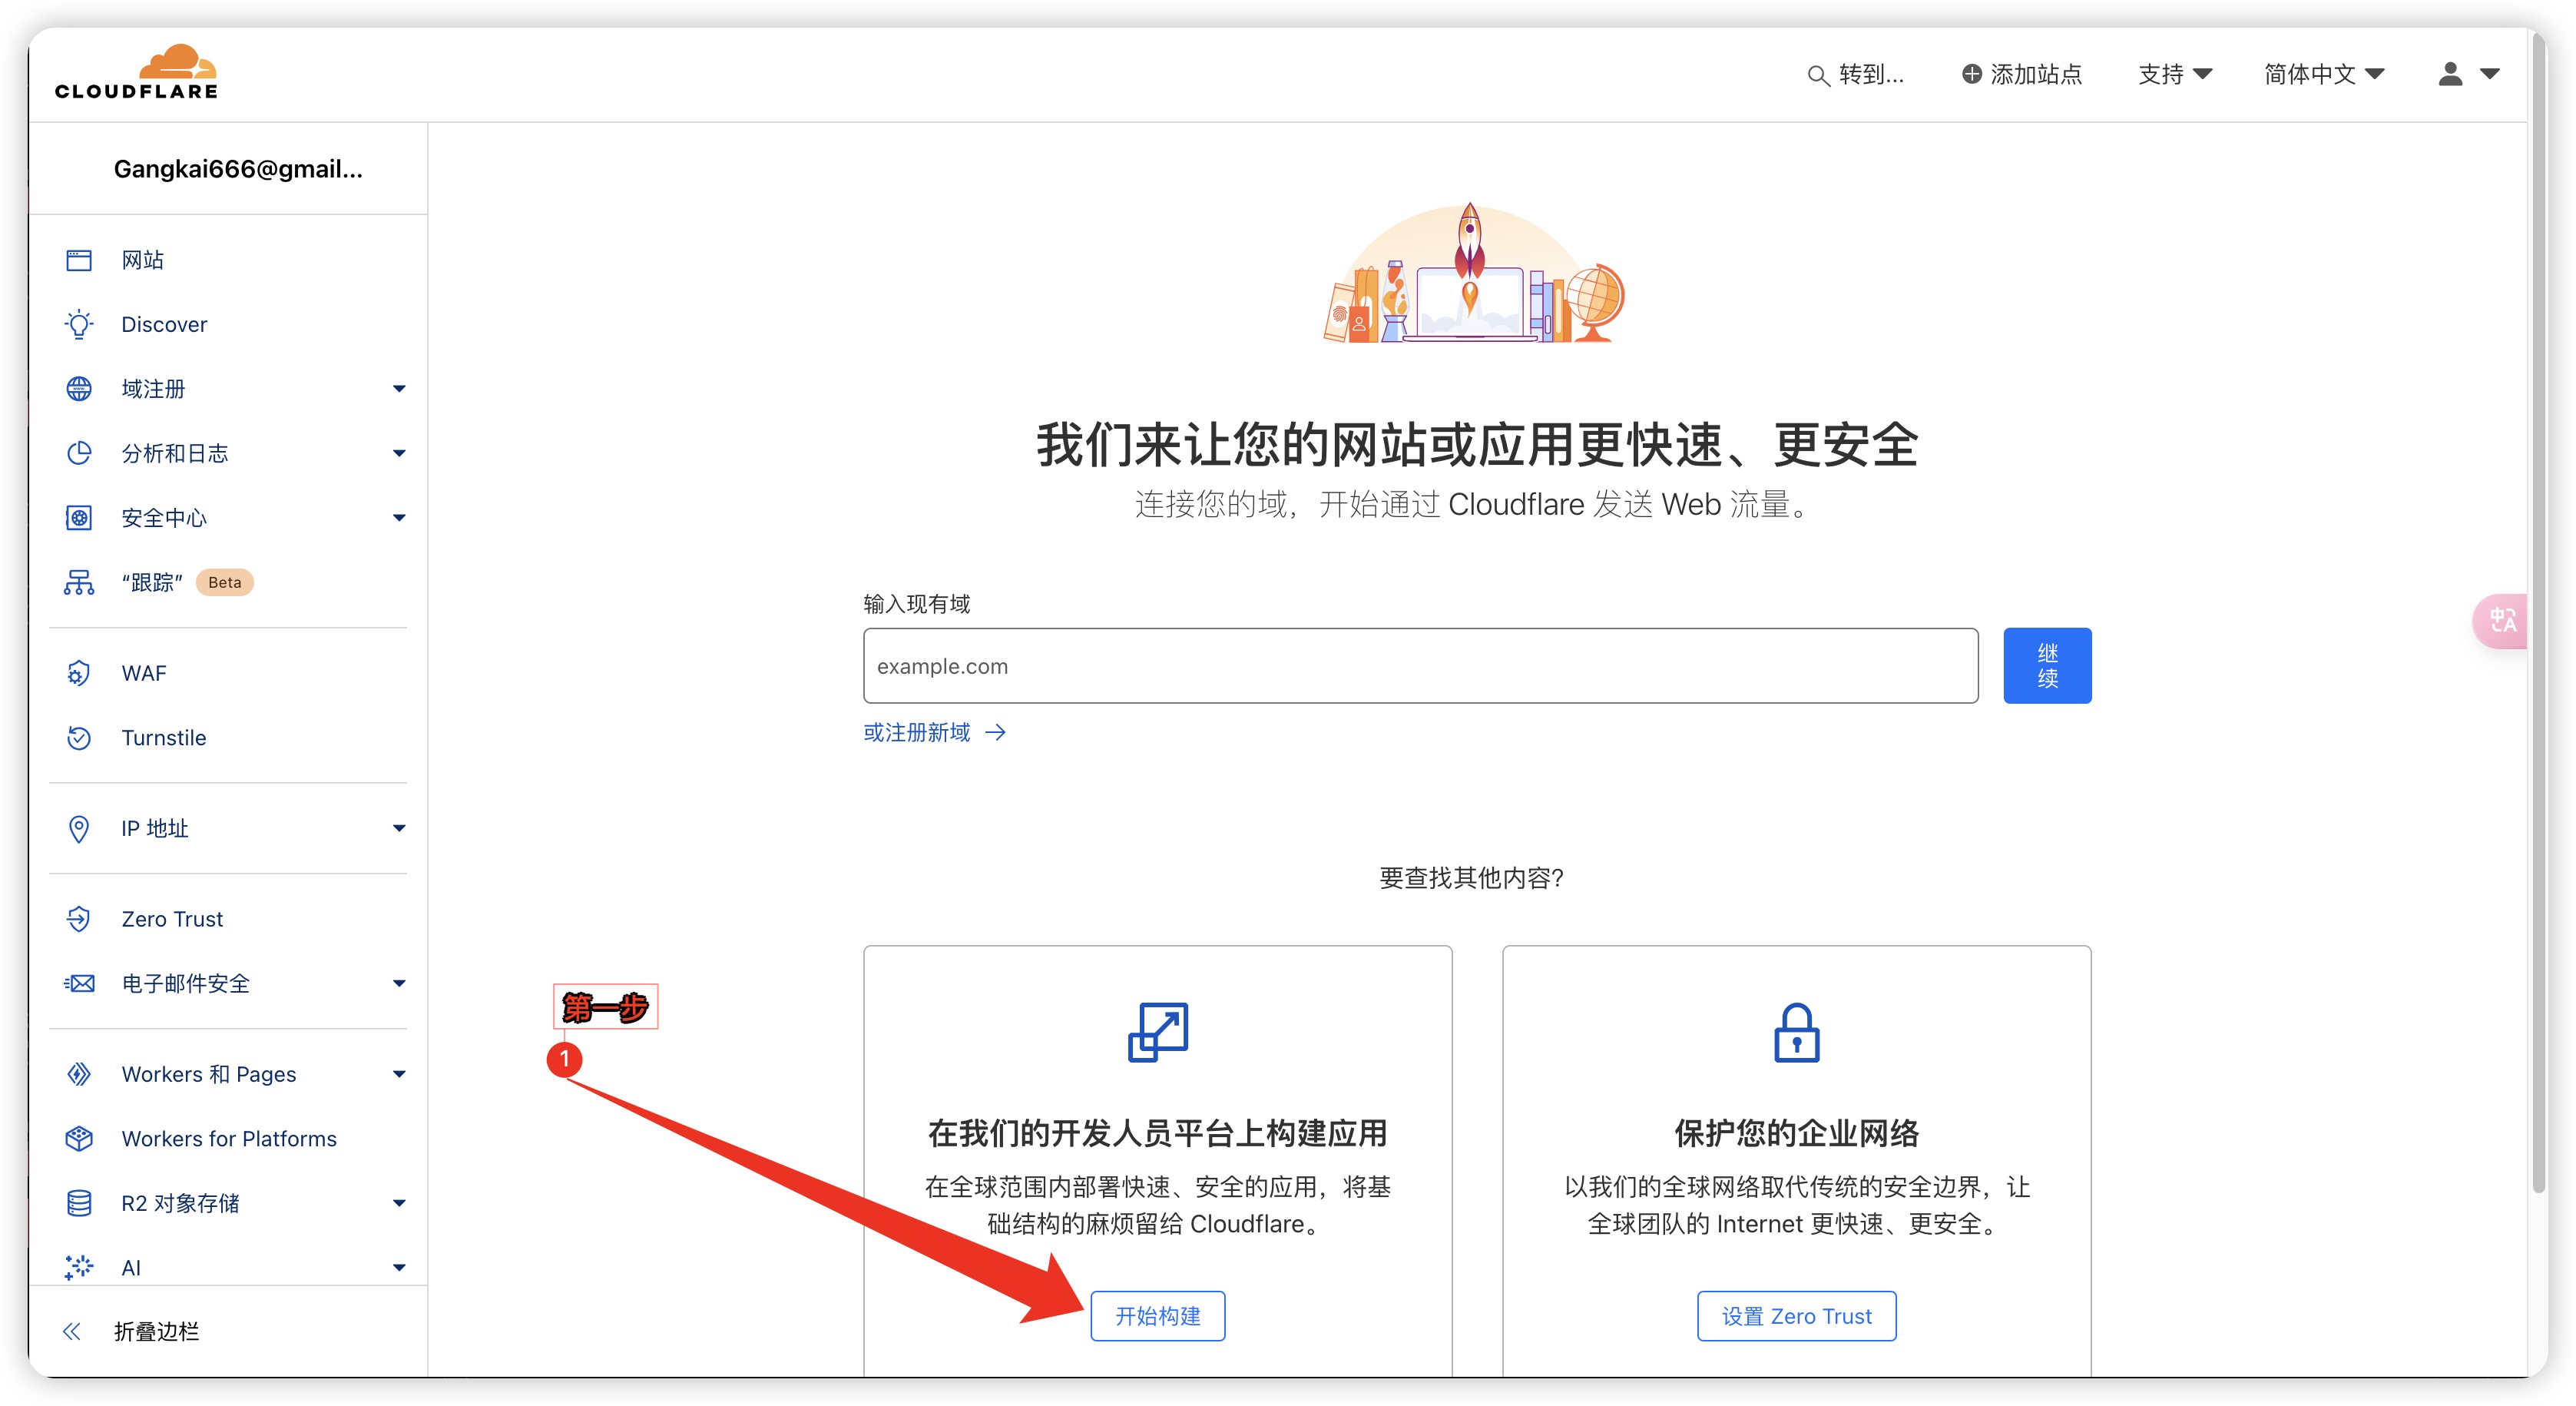 CLOUDFLARE
转到...
添加站点
支持
简体中文
Gangkai666@gmail...
网站
Discover
域注册
分析和日志
安全中心
“跟踪” Beta
WAF
Turnstile
IP 地址
Zero Trust
电子邮件安全
Workers 和 Pages
Workers for Platforms
R2 对象存储
AI
折叠边栏
我们来让您的网站或应用更快速、更安全
连接您的域，开始通过 Cloudflare 发送 Web 流量。
输入现有域
example.com
继
续
或注册新域
中A
要查找其他内容?
第一步
1
在我们的开发人员平台上构建应用
在全球范围内部署快速、安全的应用，将基
础结构的麻烦留给 Cloudflare。
开始构建
保护您的企业网络
以我们的全球网络取代传统的安全边界，让
全球团队的 Internet 更快速、更安全。
设置 Zero Trust